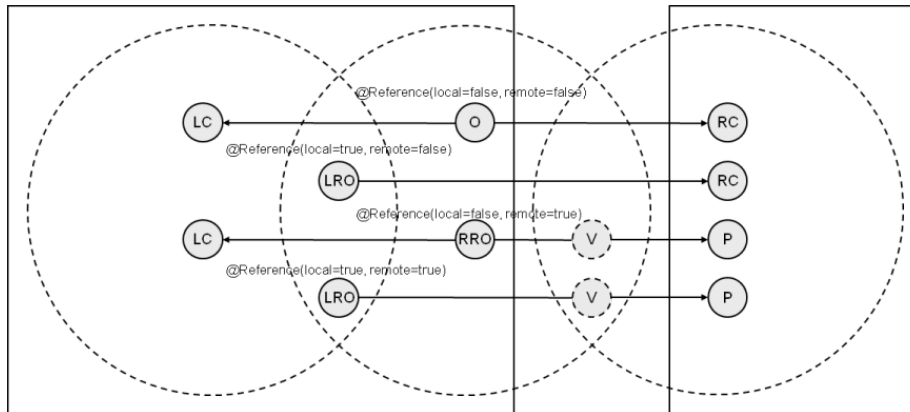 @Reference(local=false, remote=false)
LC O RC
@Reference(local=true, remote=false)
LRO RC
@Reference(local=false, remote=true)
LC RRO V P
@Reference(local=true, remote=true)
LRO V P